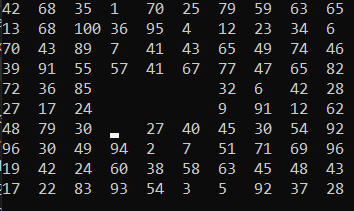 42 68 35 1 70 25 79 59 63 65
13 68 100 36 95 4 12 23 34 6
70 43 89 7 41 43 65 49 74 46
39 91 55 57 41 67 77 47 65 82
72 36 85 32 6 42 28
27 17 24 9 91 12 62
48 79 30 27 40 45 30 54 92
96 30 49 94 2 7 51 71 69 96
19 42 24 60 38 58 63 45 48 43
17 22 83 93 54 3 5 92 37 28